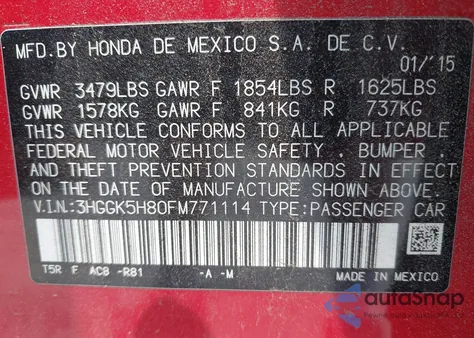 MFD.BY HONDA DE MEXICO S.A. DE C.V.
01/'15
GVWR 3479LBS GAWR F 1854LBS R 1625LBS
GVWR 1578KG GAWR F 841KG R 737KG
THIS VEHICLE CONFORMS TO ALL APPLICABLE
FEDERAL MOTOR VEHICLE SAFETY, BUMPER,
AND THEFT PREVENTION STANDARDS IN EFFECT
ON THE DATE OF MANUFACTURE SHOWN ABOVE.
V.I.N:3HGGK5H80FM771114 TYPE:PASSENGER CAR
T5R F AC8 -R81 -A -M
MADE IN MEXICO
autoSnap